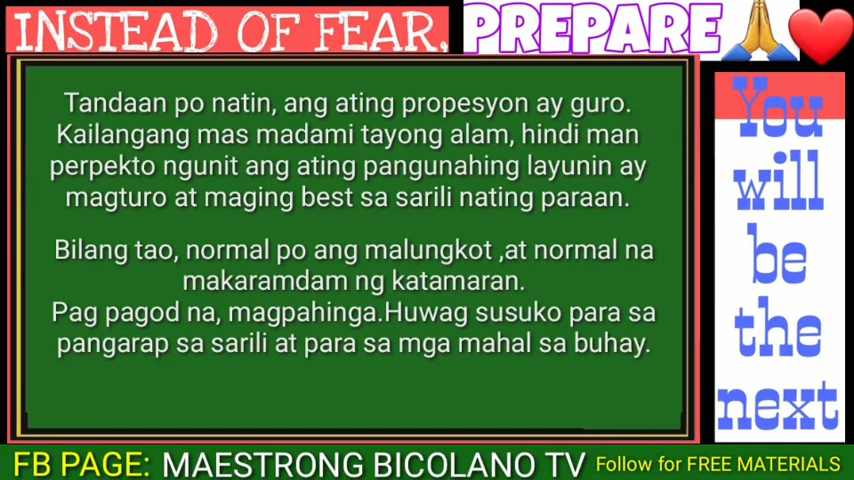 INSTEAD OF FEAR, PREPARE
Tandaan po natin, ang ating propesyon ay guro.
Kailangang mas madami tayong alam, hindi man
perpekto ngunit ang ating pangunahing layunin ay
magturo at maging best sa sarili nating paraan.
Bilang tao, normal po ang malungkot ,at normal na
makaramdam ng katamaran.
Pag pagod na, magpahinga.Huwag susuko para sa
pangarap sa sarili at para sa mga mahal sa buhay.
You
will
be
the
next
FB PAGE: MAESTRONG BICOLANO TV Follow for FREE MATERIALS